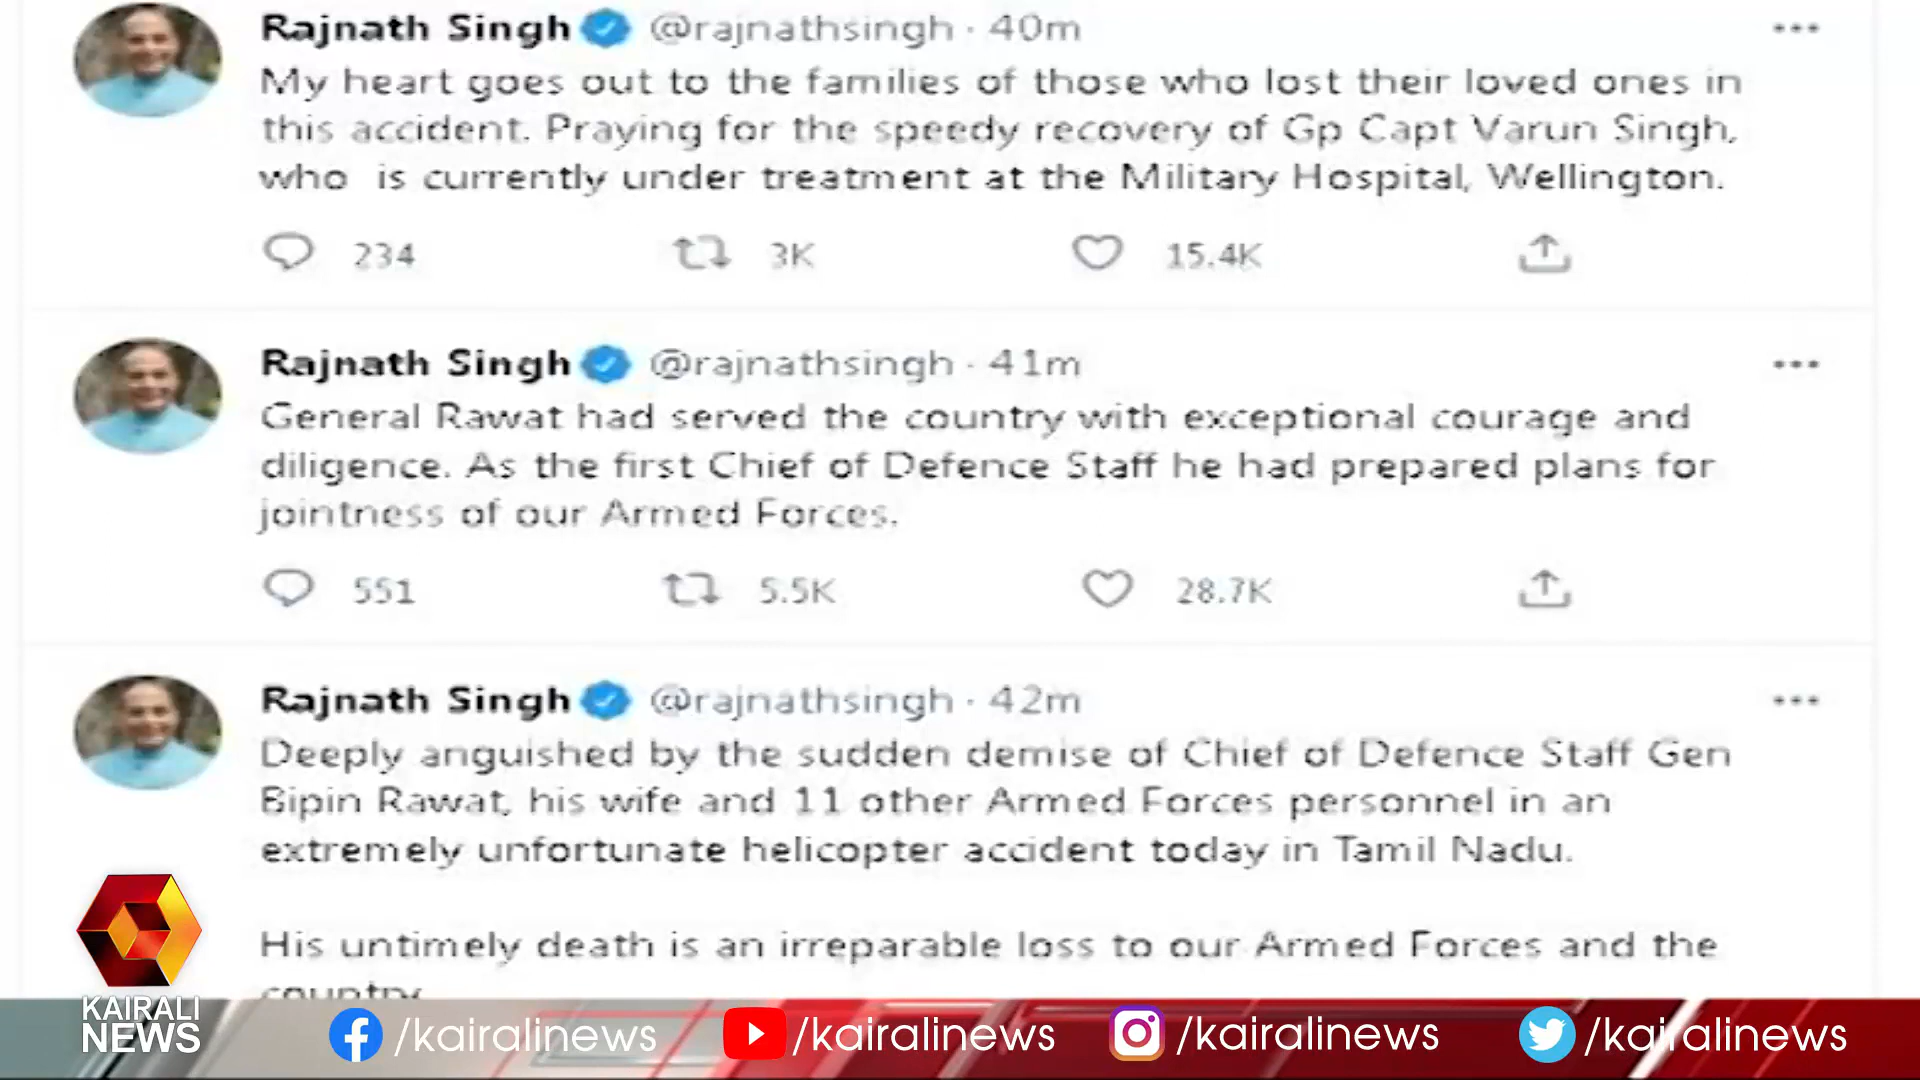 Rajnath Singh @rajnathsingh · 40m
My heart goes out to the families of those who lost their loved ones in
this accident. Praying for the speedy recovery of Gp Capt Varun Singh,
who is currently under treatment at the Military Hospital, Wellington.
234 3K 15.4K
Rajnath Singh @rajnathsingh · 41m
General Rawat had served the country with exceptional courage and
diligence. As the first Chief of Defence Staff he had prepared plans for
jointness of our Armed Forces.
551 5.5K 28.7K
Rajnath Singh @rajnathsingh · 42m
Deeply anguished by the sudden demise of Chief of Defence Staff Gen
Bipin Rawat, his wife and 11 other Armed Forces personnel in an
extremely unfortunate helicopter accident today in Tamil Nadu.
His untimely death is an irreparable loss to our Armed Forces and the
country
KAIRALI
NEWS
/kairalinews /kairalinews /kairalinews /kairalinews